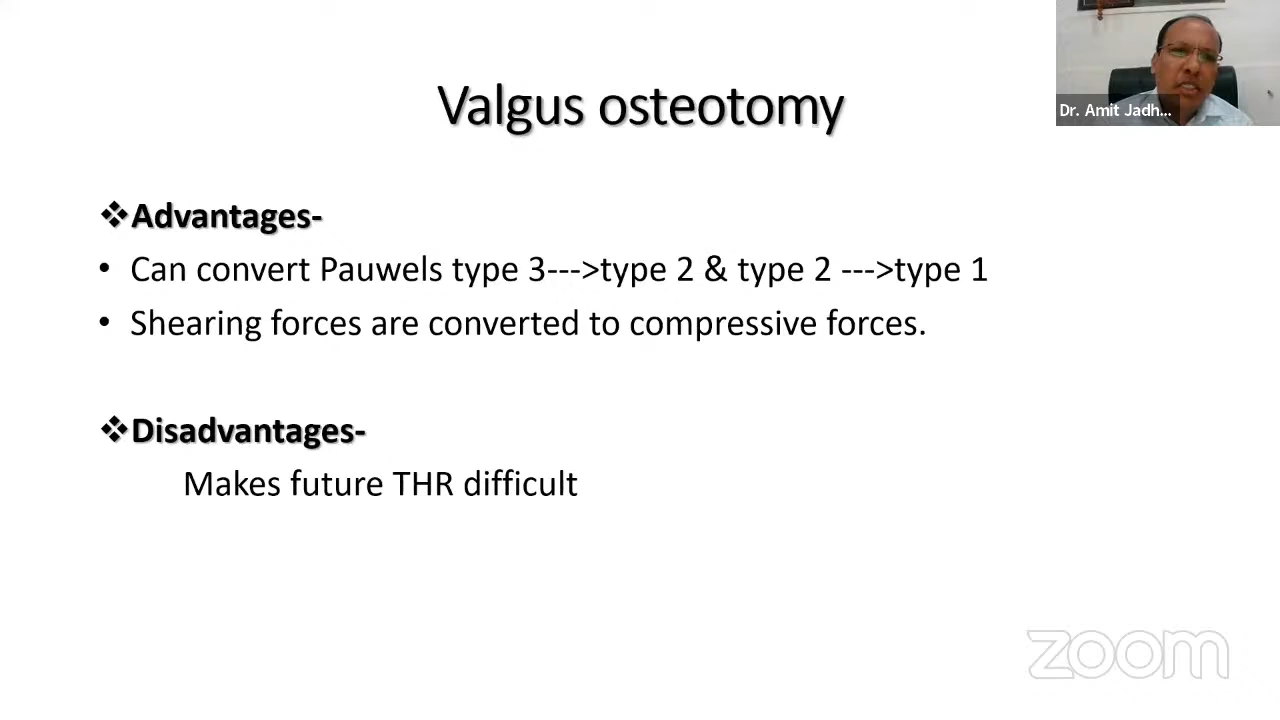 Valgus osteotomy
Dr. Amit Jadh...
❖Advantages-
• Can convert Pauwels type 3--->type 2 & type 2 --->type 1
• Shearing forces are converted to compressive forces.
❖Disadvantages-
Makes future THR difficult
zoom